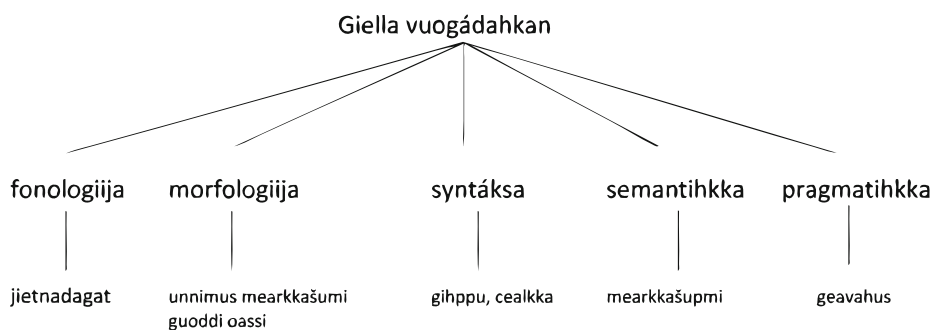 Giella vuogádahkan
fonologiija morfologiija syntáksa semantihkka pragmatihkka
jietnadagat unnimus mearkkašumi gihppu, cealkka mearkkašupmi geavahus
guoddi oassi